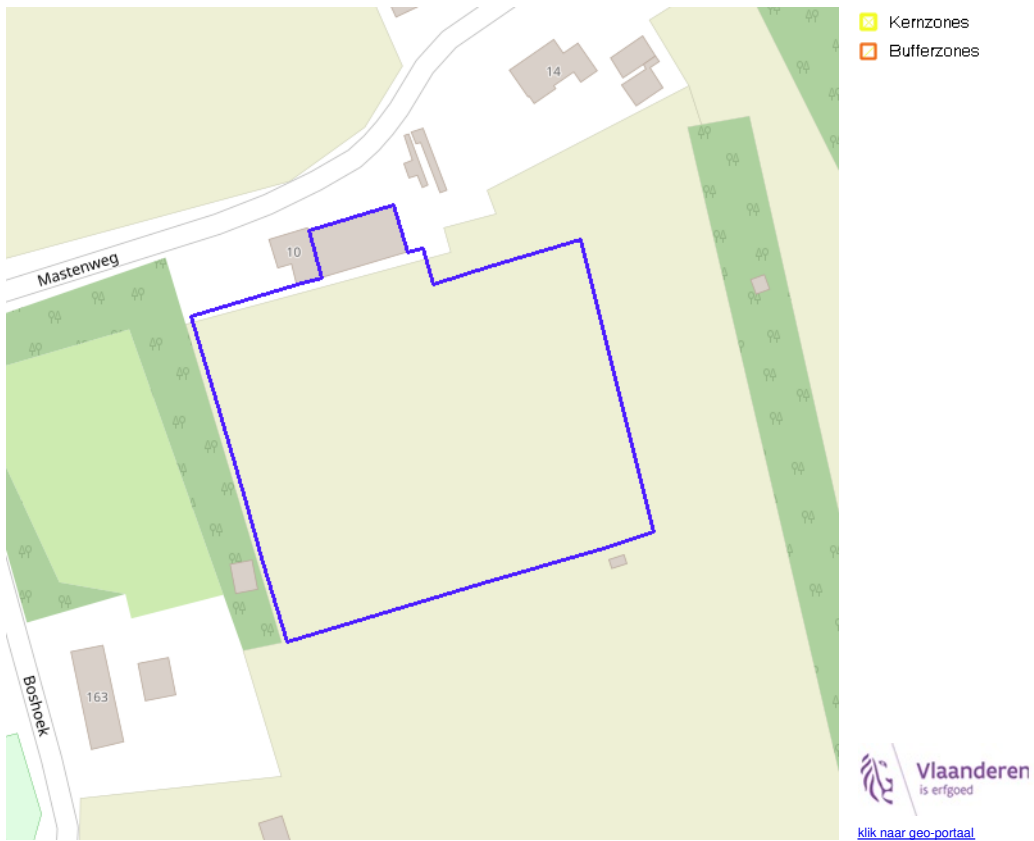 Kernzones
Bufferzones
14
10
Mastenweg
163
Boshoek
Vlaanderen
is erfgoed
klik naar geo-portaal